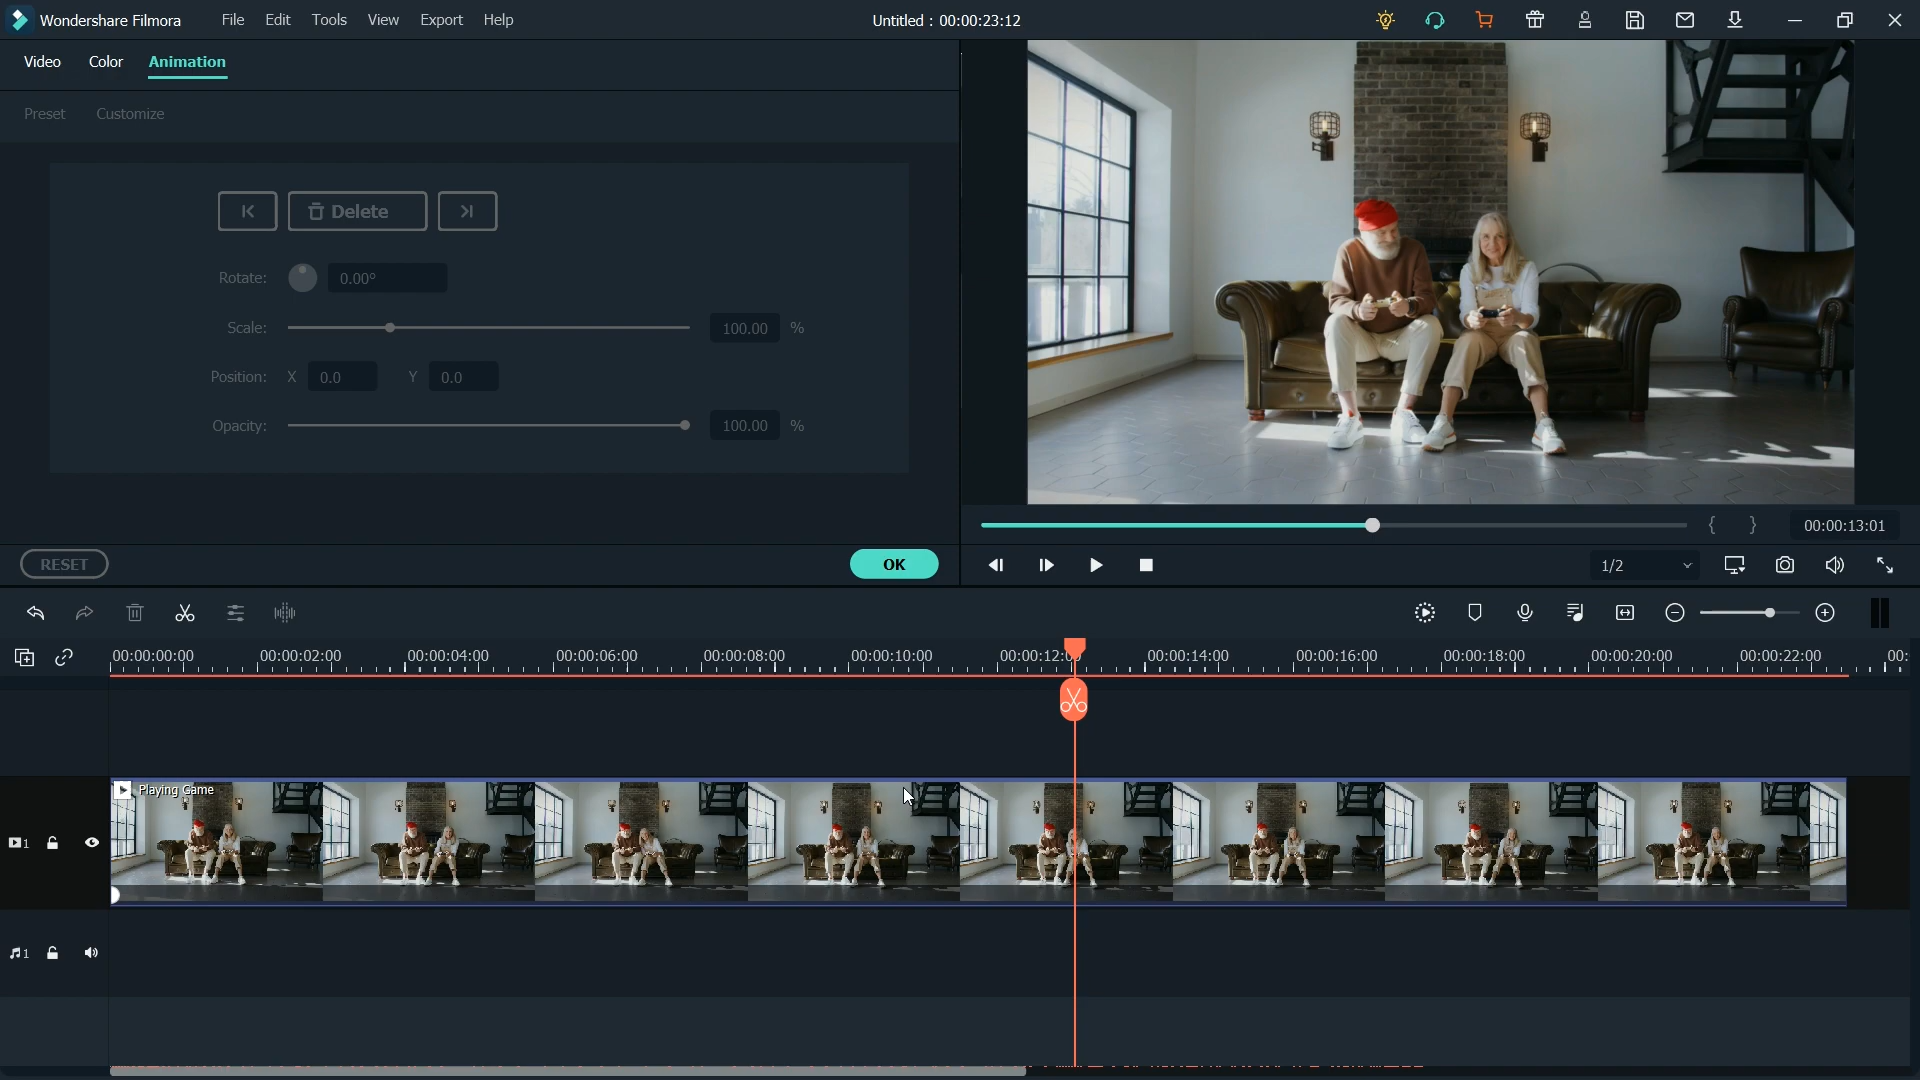 Wondershare Filmora File Edit Tools View Export Help Untitled : 00:00:23:12
Video Color Animation
Preset Customize
Delete
Rotate: 0.00°
Scale: 100.00 %
Position: X 0.0 Y 0.0
Opacity: 100.00 %
{ } 00:00:13:01
RESET OK 1/2
00:00:00:00 00:00:02:00 00:00:04:00 00:00:06:00 00:00:08:00 00:00:10:00 00:00:12:0 00:00:14:00 00:00:16:00 00:00:18:00 00:00:20:00 00:00:22:00 00:
Playing Game
1
1